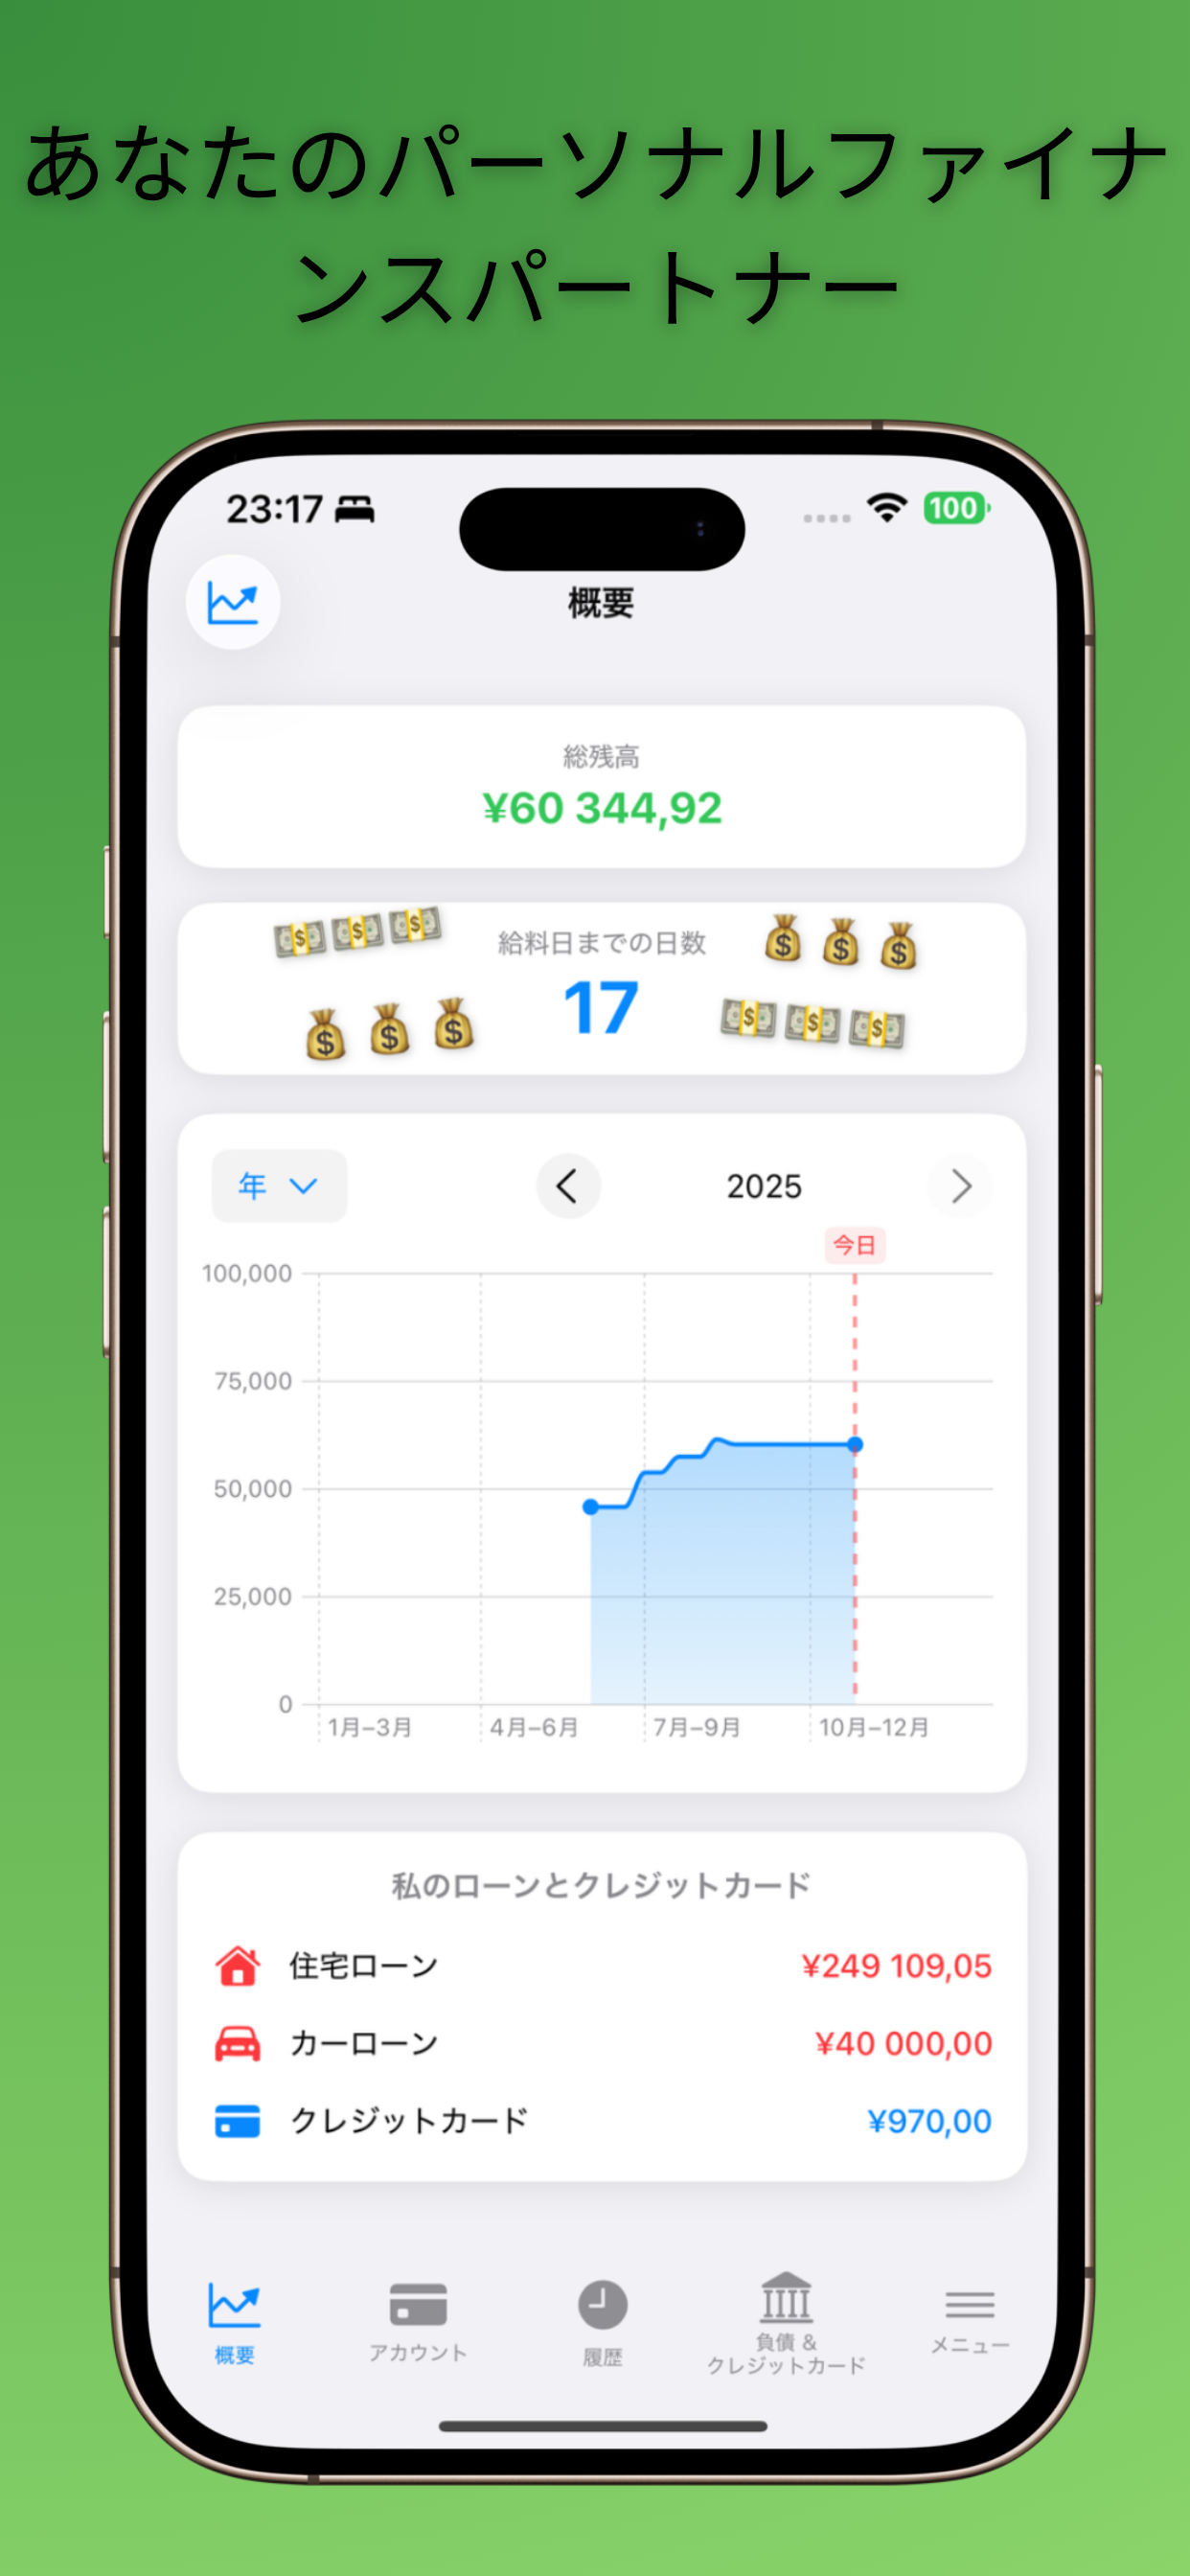 あなたのパーソナルファイナ
ンスパートナー
23:17
100
概要
総残高
¥60 344,92
給料日までの日数
17
年
2025
今日
100,000
75,000
50,000
25,000
0
1月–3月
4月–6月
7月–9月
10月–12月
私のローンとクレジットカード
住宅ローン
¥249 109,05
カーローン
¥40 000,00
クレジットカード
¥970,00
概要
アカウント
履歴
負債 &
クレジットカード
メニュー